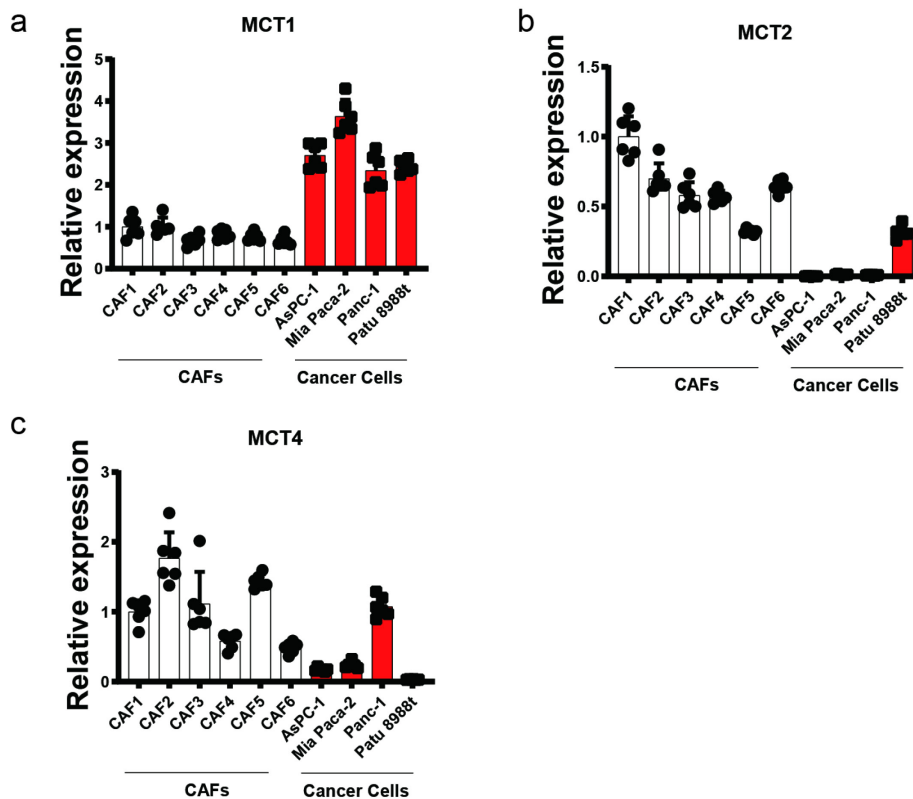 a
MCT1
Relative expression
5
4
3
2
1
0
CAF1
CAF2
CAF3
CAF4
CAF5
CAF6
AsPC-1
Mia Paca-2
Panc-1
Patu 8988t
CAFs
Cancer Cells
b
MCT2
Relative expression
1.5
1.0
0.5
0.0
CAF1
CAF2
CAF3
CAF4
CAF5
CAF6
AsPC-1
Mia Paca-2
Panc-1
Patu 8988t
CAFs
Cancer Cells
c
MCT4
Relative expression
3
2
1
0
CAF1
CAF2
CAF3
CAF4
CAF5
CAF6
AsPC-1
Mia Paca-2
Panc-1
Patu 8988t
CAFs
Cancer Cells